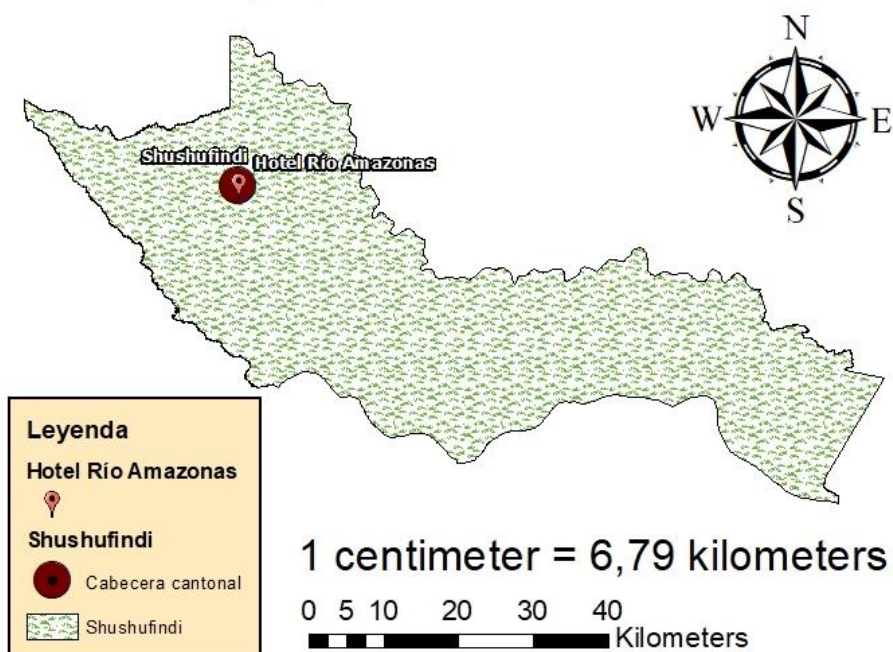 N
W E
S
Shushufindi
Hotel Río Amazonas
Leyenda
Hotel Río Amazonas
Shushufindi
Cabecera cantonal
Shushufindi
1 centimeter = 6,79 kilometers
0 5 10 20 30 40
Kilometers